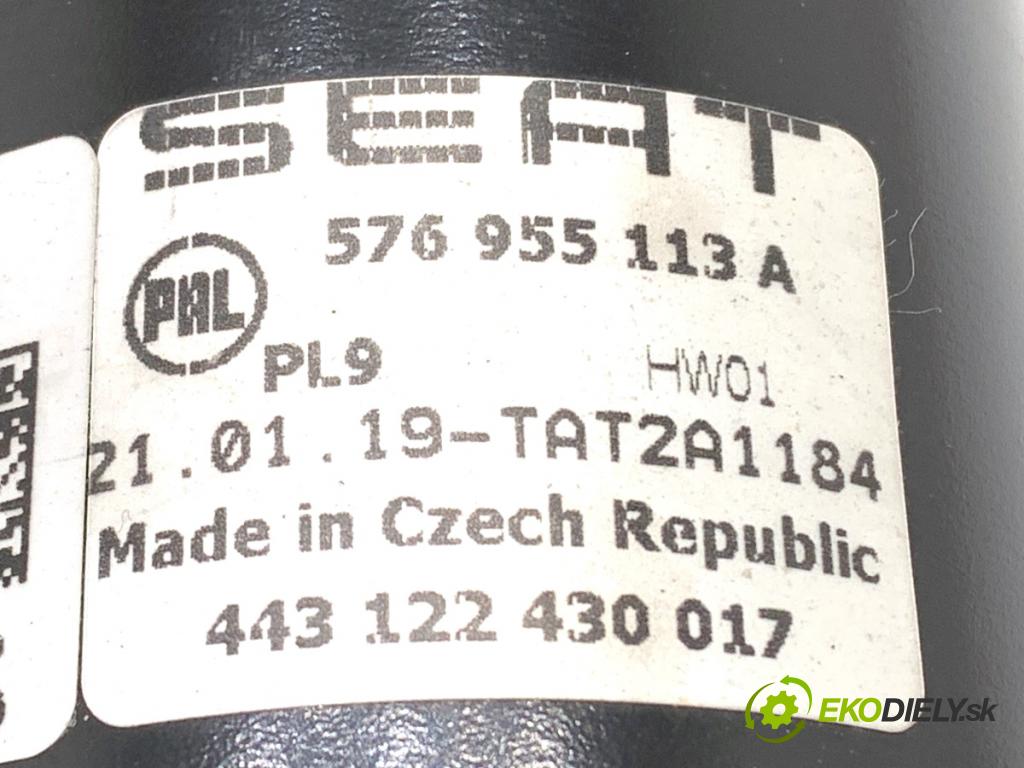 SEAT
576 955 113 A
PAL
PL9 HW01
21.01.19-TAT2A1184
Made in Czech Republic
443 122 430 017
EKODIELY.sk